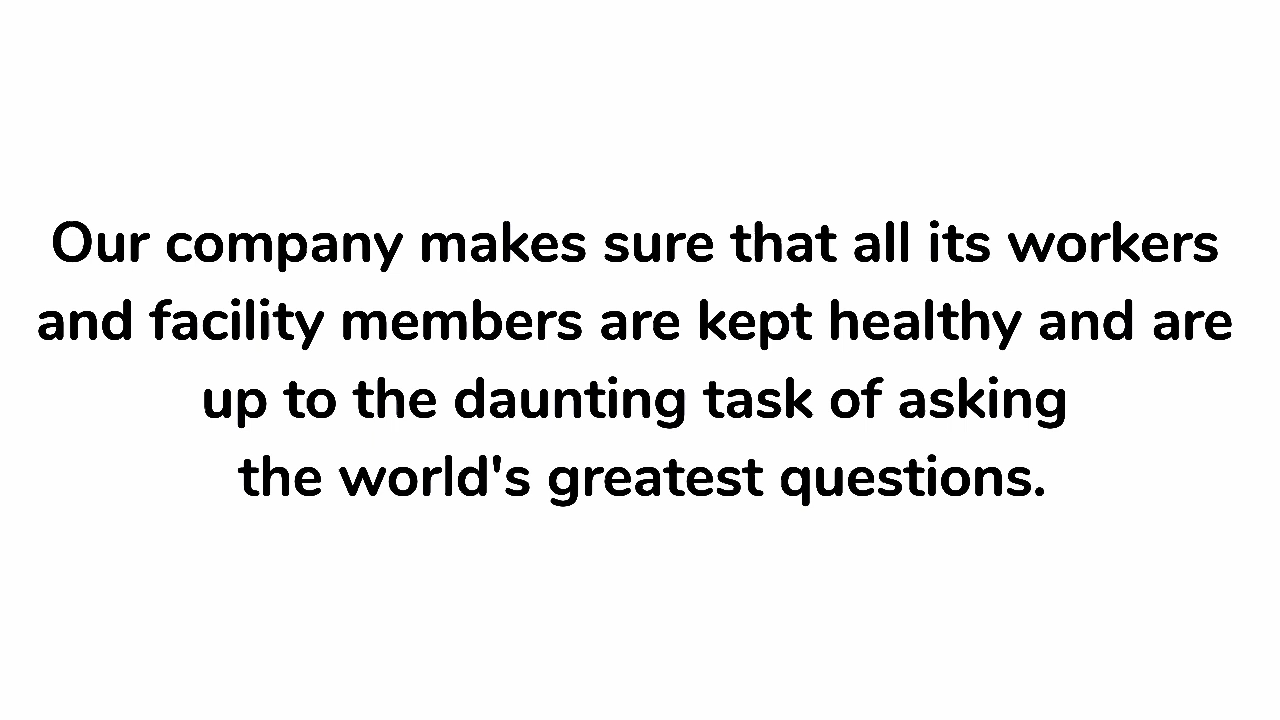 Our company makes sure that all its workers
and facility members are kept healthy and are
up to the daunting task of asking
the world's greatest questions.